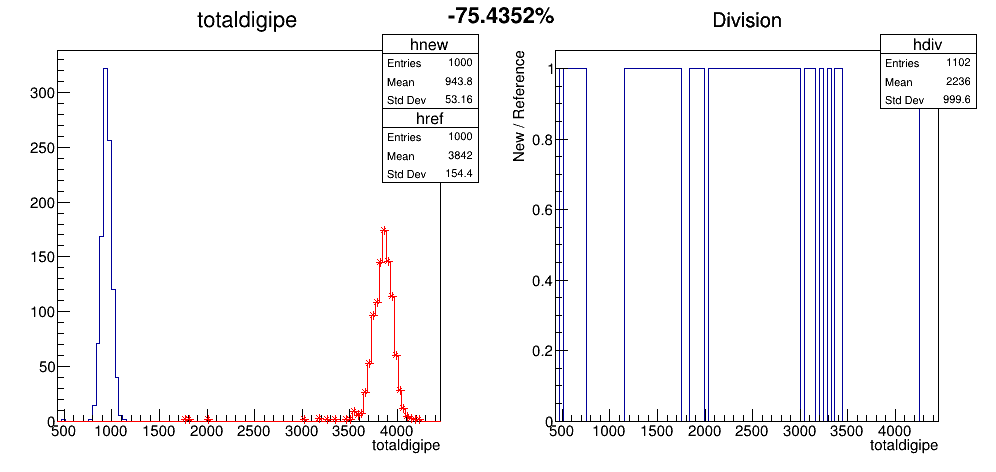 -75.4352%
totaldigipe
hnew
Entries 1000
Mean 943.8
Std Dev 53.16
href
Entries 1000
Mean 3842
Std Dev 154.4
300
250
200
150
100
50
0
500 1000 1500 2000 2500 3000 3500 4000
totaldigipe
Division
hdiv
Entries 1102
Mean 2236
Std Dev 999.6
New / Reference
1
0.8
0.6
0.4
0.2
0
500 1000 1500 2000 2500 3000 3500 4000
totaldigipe